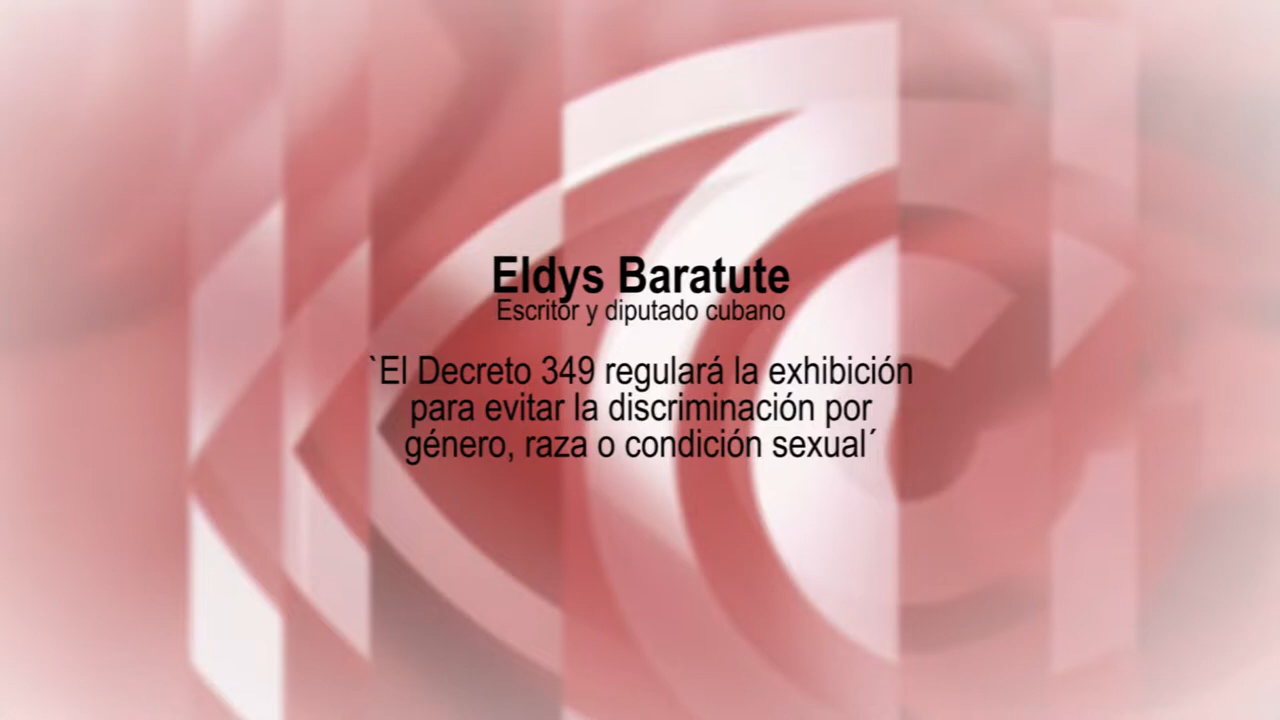 Eldys Baratute
Escritor y diputado cubano
`El Decreto 349 regulará la exhibición
para evitar la discriminación por
género, raza o condición sexual´